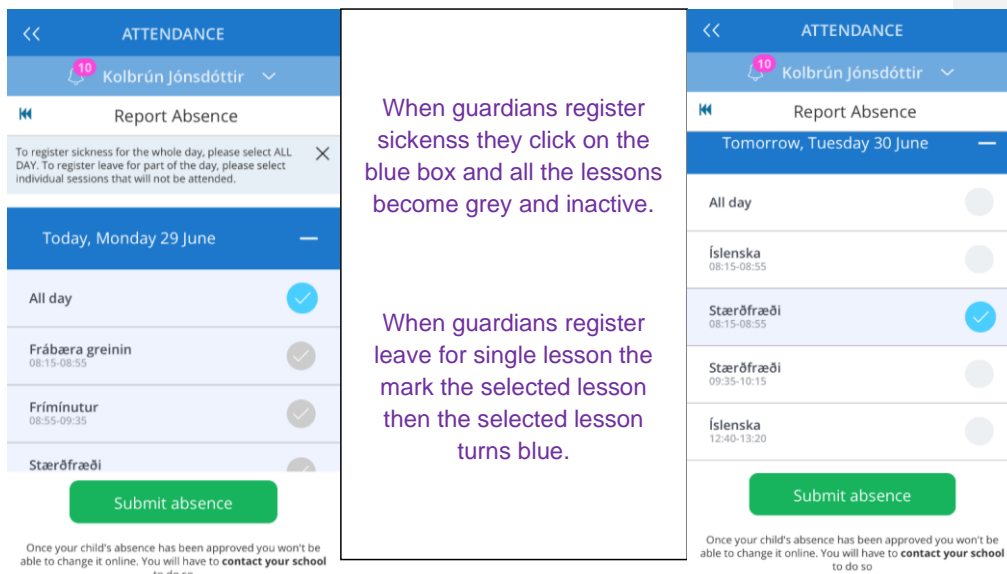 <<
ATTENDANCE
10
Kolbrún Jónsdóttir
Report Absence
To register sickness for the whole day, please select ALL
DAY. To register leave for part of the day, please select
individual sessions that will not be attended.
Today, Monday 29 June
All day
Frábæra greinin
08:15-08:55
Frímínutur
08:55-09:35
Stærðfræði
Submit absence
Once your child's absence has been approved you won't be
able to change it online. You will have to contact your school
to do so
When guardians register
sickenss they click on the
blue box and all the lessons
become grey and inactive.
When guardians register
leave for single lesson the
mark the selected lesson
then the selected lesson
turns blue.
<<
ATTENDANCE
10
Kolbrún Jónsdóttir
Report Absence
Tomorrow, Tuesday 30 June
All day
Íslenska
08:15-08:55
Stærðfræði
08:15-08:55
Stærðfræði
09:35-10:15
Íslenska
12:40-13:20
Submit absence
Once your child's absence has been approved you won't be
able to change it online. You will have to contact your school
to do so